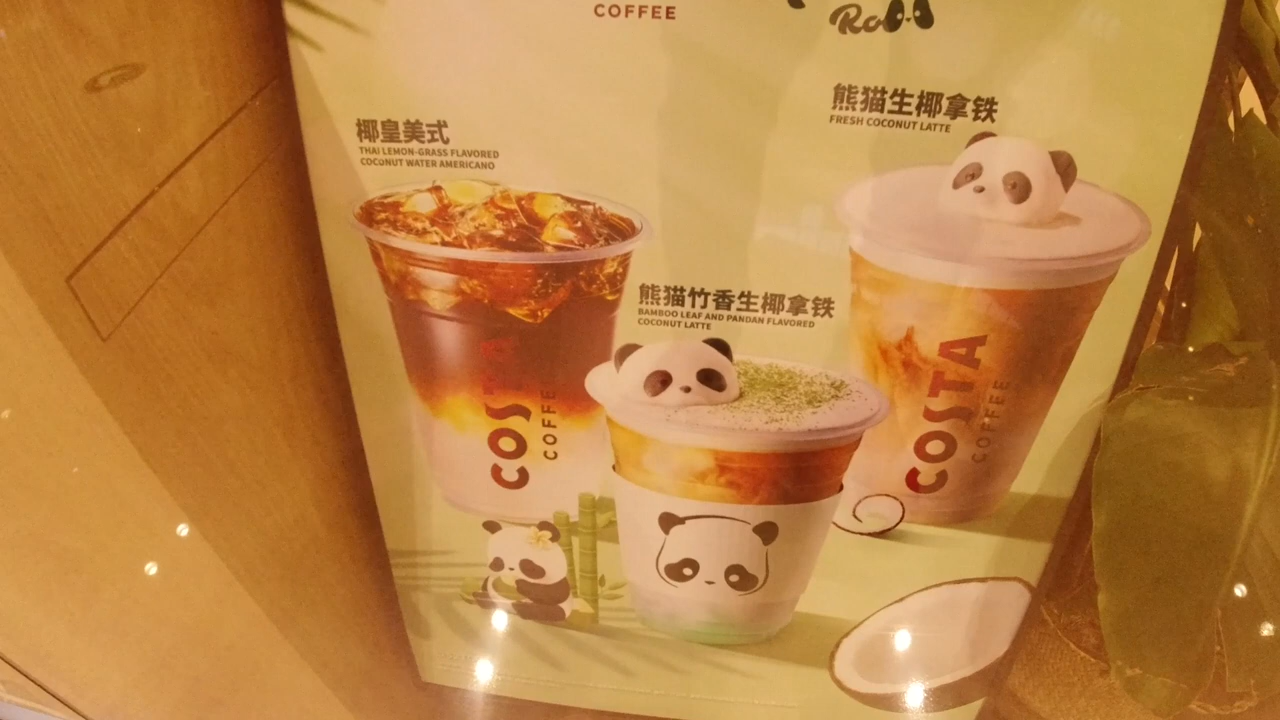 COFFEE
Ro
熊猫生椰拿铁
FRESH COCONUT LATTE
椰皇美式
THAI LEMON-GRASS FLAVORED
COCONUT WATER AMERICANO
熊猫竹香生椰拿铁
BAMBOO LEAF AND PANDAN FLAVORED
COCONUT LATTE
COSTA
COFFEE
COSTA
COFFEE